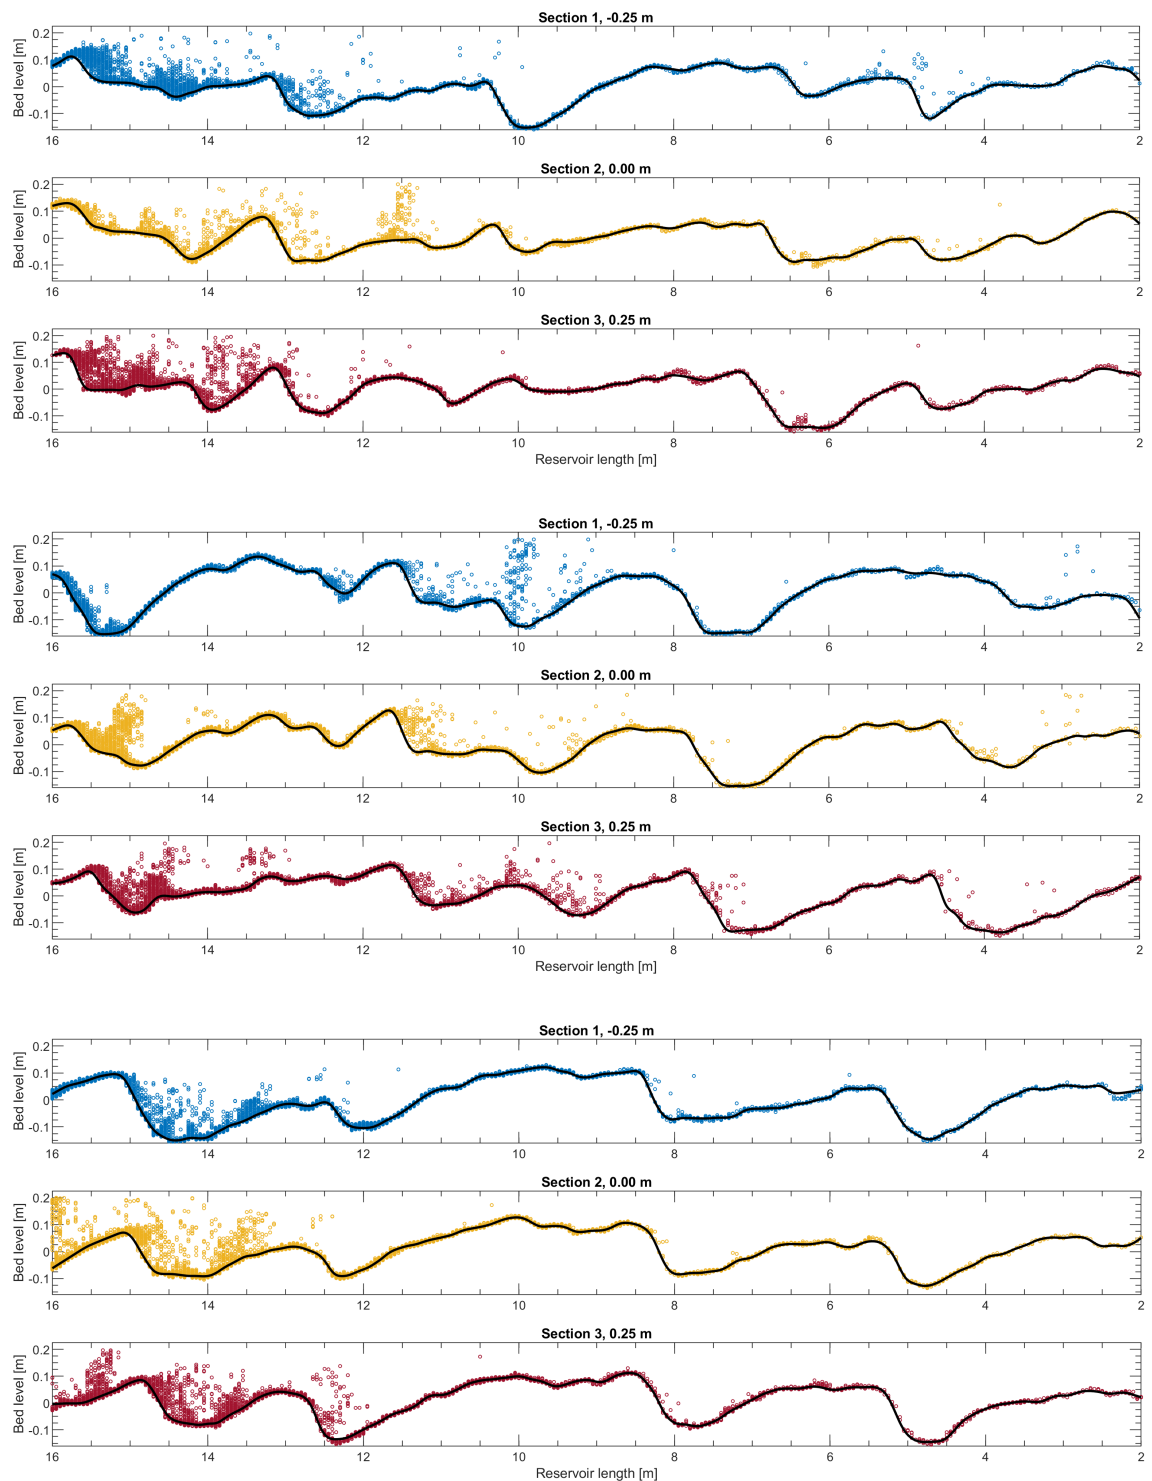 Section 1, -0.25 m
Bed level [m]
0.2
0.1
0
-0.1
16 14 12 10 8 6 4 2
Section 2, 0.00 m
Bed level [m]
0.2
0.1
0
-0.1
16 14 12 10 8 6 4 2
Section 3, 0.25 m
Bed level [m]
0.2
0.1
0
-0.1
16 14 12 10 8 6 4 2
Reservoir length [m]
Section 1, -0.25 m
Bed level [m]
0.2
0.1
0
-0.1
16 14 12 10 8 6 4 2
Section 2, 0.00 m
Bed level [m]
0.2
0.1
0
-0.1
16 14 12 10 8 6 4 2
Section 3, 0.25 m
Bed level [m]
0.2
0.1
0
-0.1
16 14 12 10 8 6 4 2
Reservoir length [m]
Section 1, -0.25 m
Bed level [m]
0.2
0.1
0
-0.1
16 14 12 10 8 6 4 2
Section 2, 0.00 m
Bed level [m]
0.2
0.1
0
-0.1
16 14 12 10 8 6 4 2
Section 3, 0.25 m
Bed level [m]
0.2
0.1
0
-0.1
16 14 12 10 8 6 4 2
Reservoir length [m]